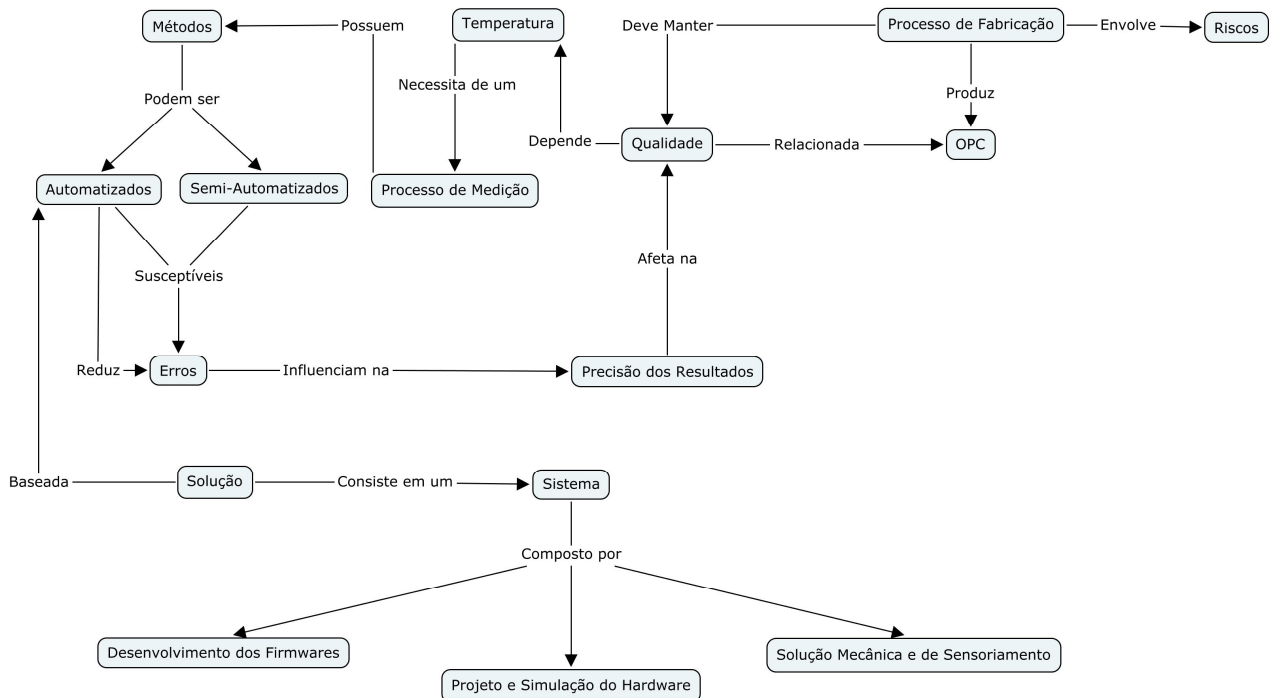 Métodos
Possuem
Temperatura
Deve Manter
Processo de Fabricação
Envolve
Riscos
Podem ser
Necessita de um
Produz
Depende
Qualidade
Relacionada
OPC
Automatizados
Semi-Automatizados
Processo de Medição
Susceptíveis
Afeta na
Reduz
Erros
Influenciam na
Precisão dos Resultados
Baseada
Solução
Consiste em um
Sistema
Composto por
Desenvolvimento dos Firmwares
Projeto e Simulação do Hardware
Solução Mecânica e de Sensoriamento